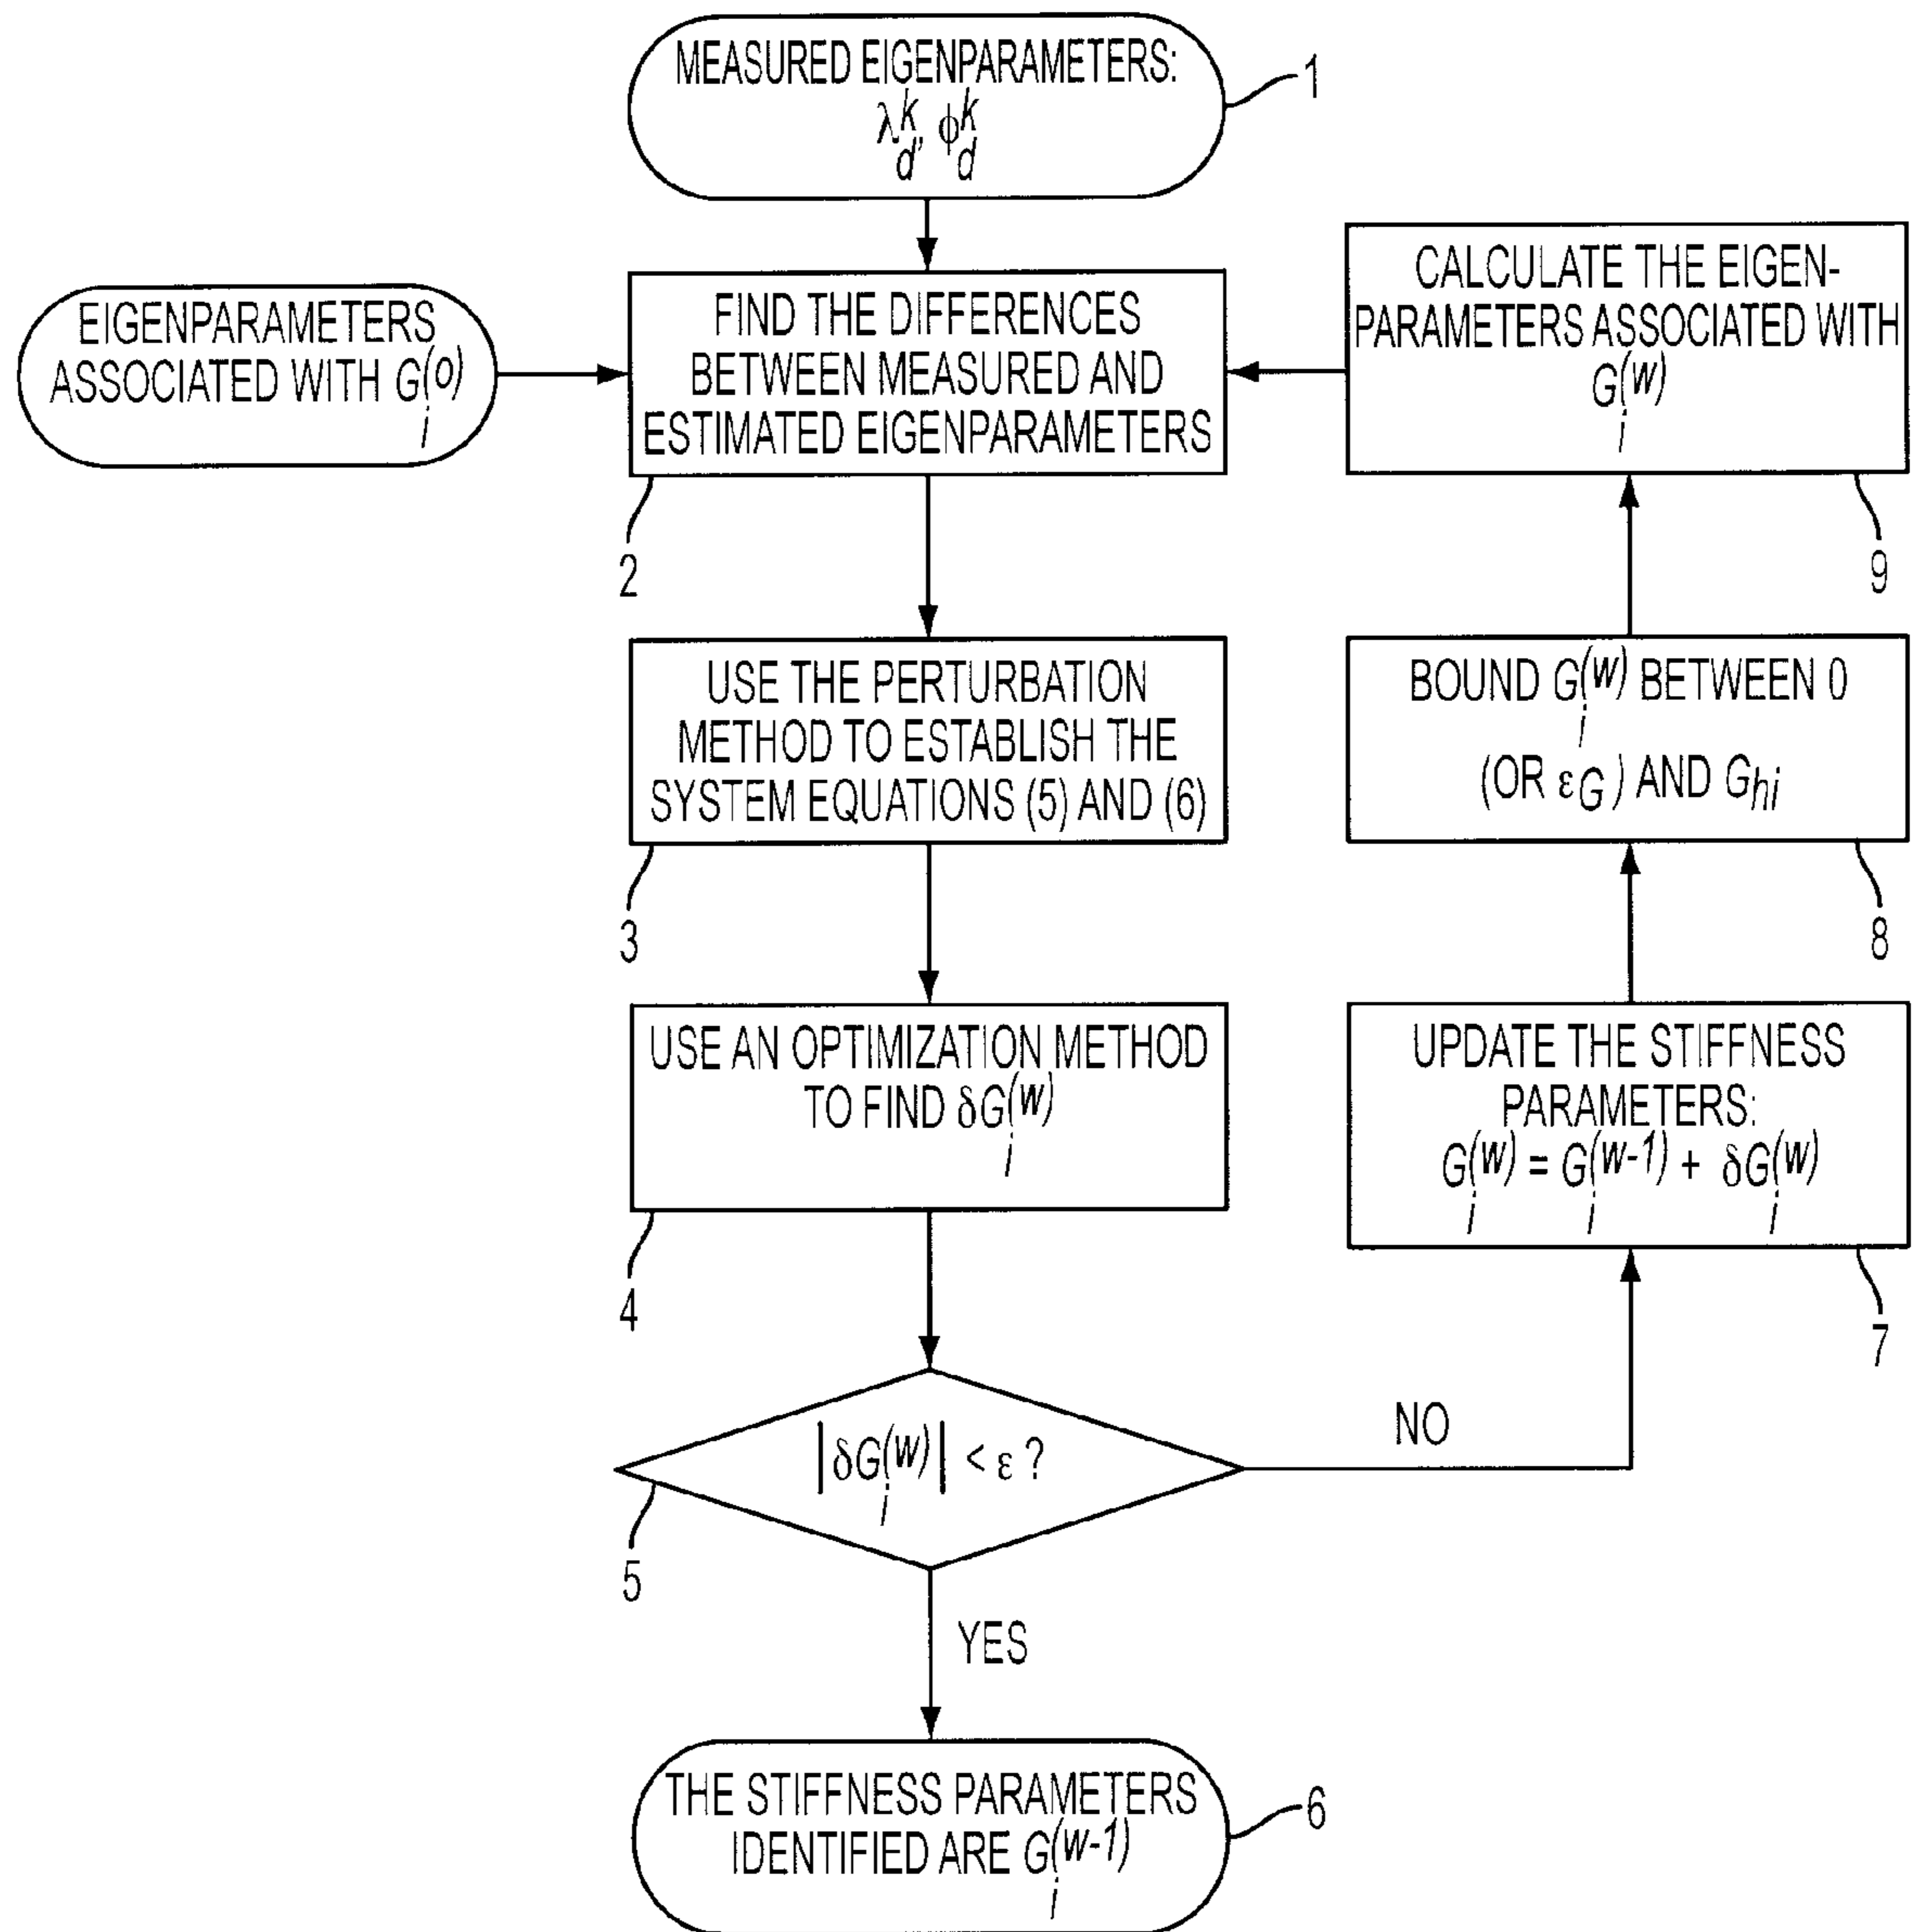 MEASURED EIGENPARAMETERS:
λ_d^k, ϕ_d^k
1
EIGENPARAMETERS
ASSOCIATED WITH G_i^(o)
FIND THE DIFFERENCES
BETWEEN MEASURED AND
ESTIMATED EIGENPARAMETERS
2
CALCULATE THE EIGEN-
PARAMETERS ASSOCIATED WITH
G_i^(w)
9
USE THE PERTURBATION
METHOD TO ESTABLISH THE
SYSTEM EQUATIONS (5) AND (6)
3
BOUND G_i^(w) BETWEEN 0
(OR ε_G) AND G_hi
8
USE AN OPTIMIZATION METHOD
TO FIND δG_i^(w)
4
UPDATE THE STIFFNESS
PARAMETERS:
G_i^(w) = G_i^(w-1) + δG_i^(w)
7
|δG_i^(w)| < ε ?
5
NO
YES
THE STIFFNESS PARAMETERS
IDENTIFIED ARE G_i^(w-1)
6